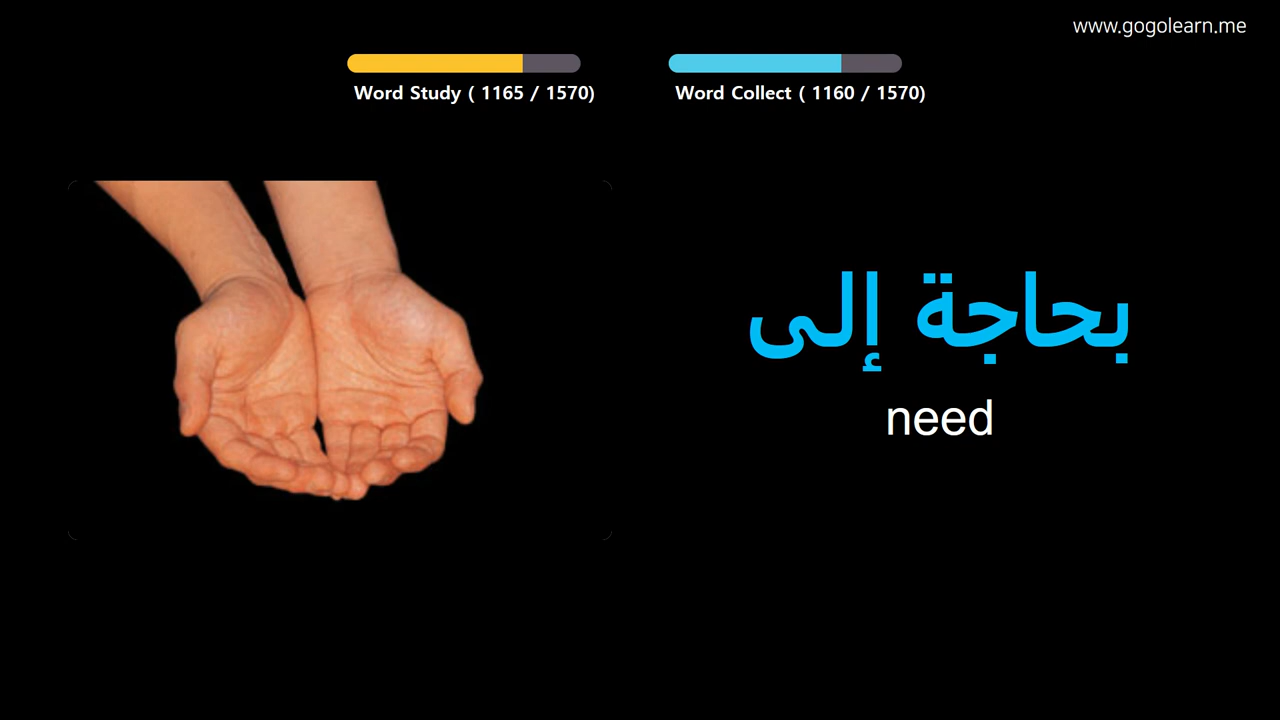 www.gogolearn.me
Word Study ( 1165 / 1570)
Word Collect ( 1160 / 1570)
بحاجة إلى
need